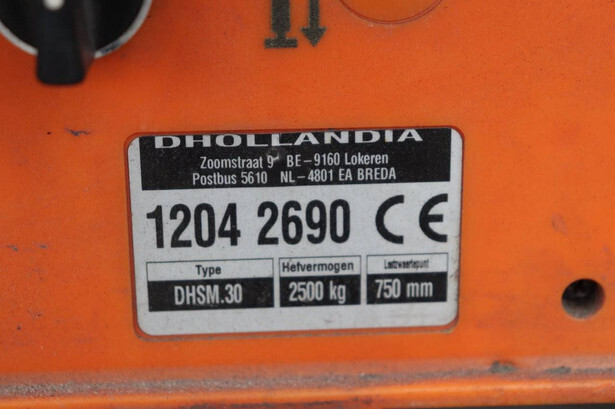 DHOLLANDIA
Zoomstraat 9 BE-9160 Lokeren
Postbus 5610 NL-4801 EA BREDA
1204 2690 CE
Type Hefvermogen Lastzwaartepunt
DHSM.30 2500 kg 750 mm